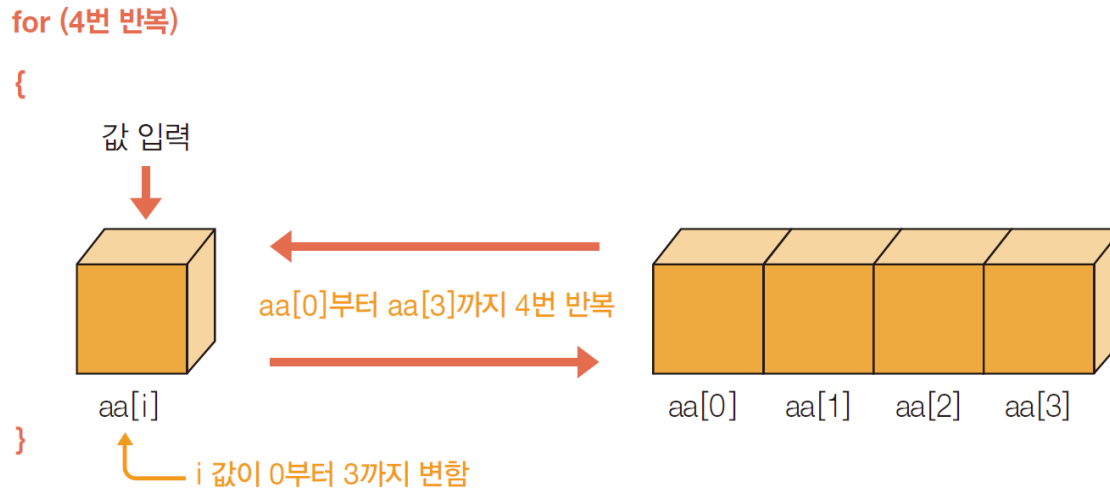 for (4번 반복)
{
값 입력
aa[0]부터 aa[3]까지 4번 반복
aa[i]
aa[0] aa[1] aa[2] aa[3]
}
i 값이 0부터 3까지 변함